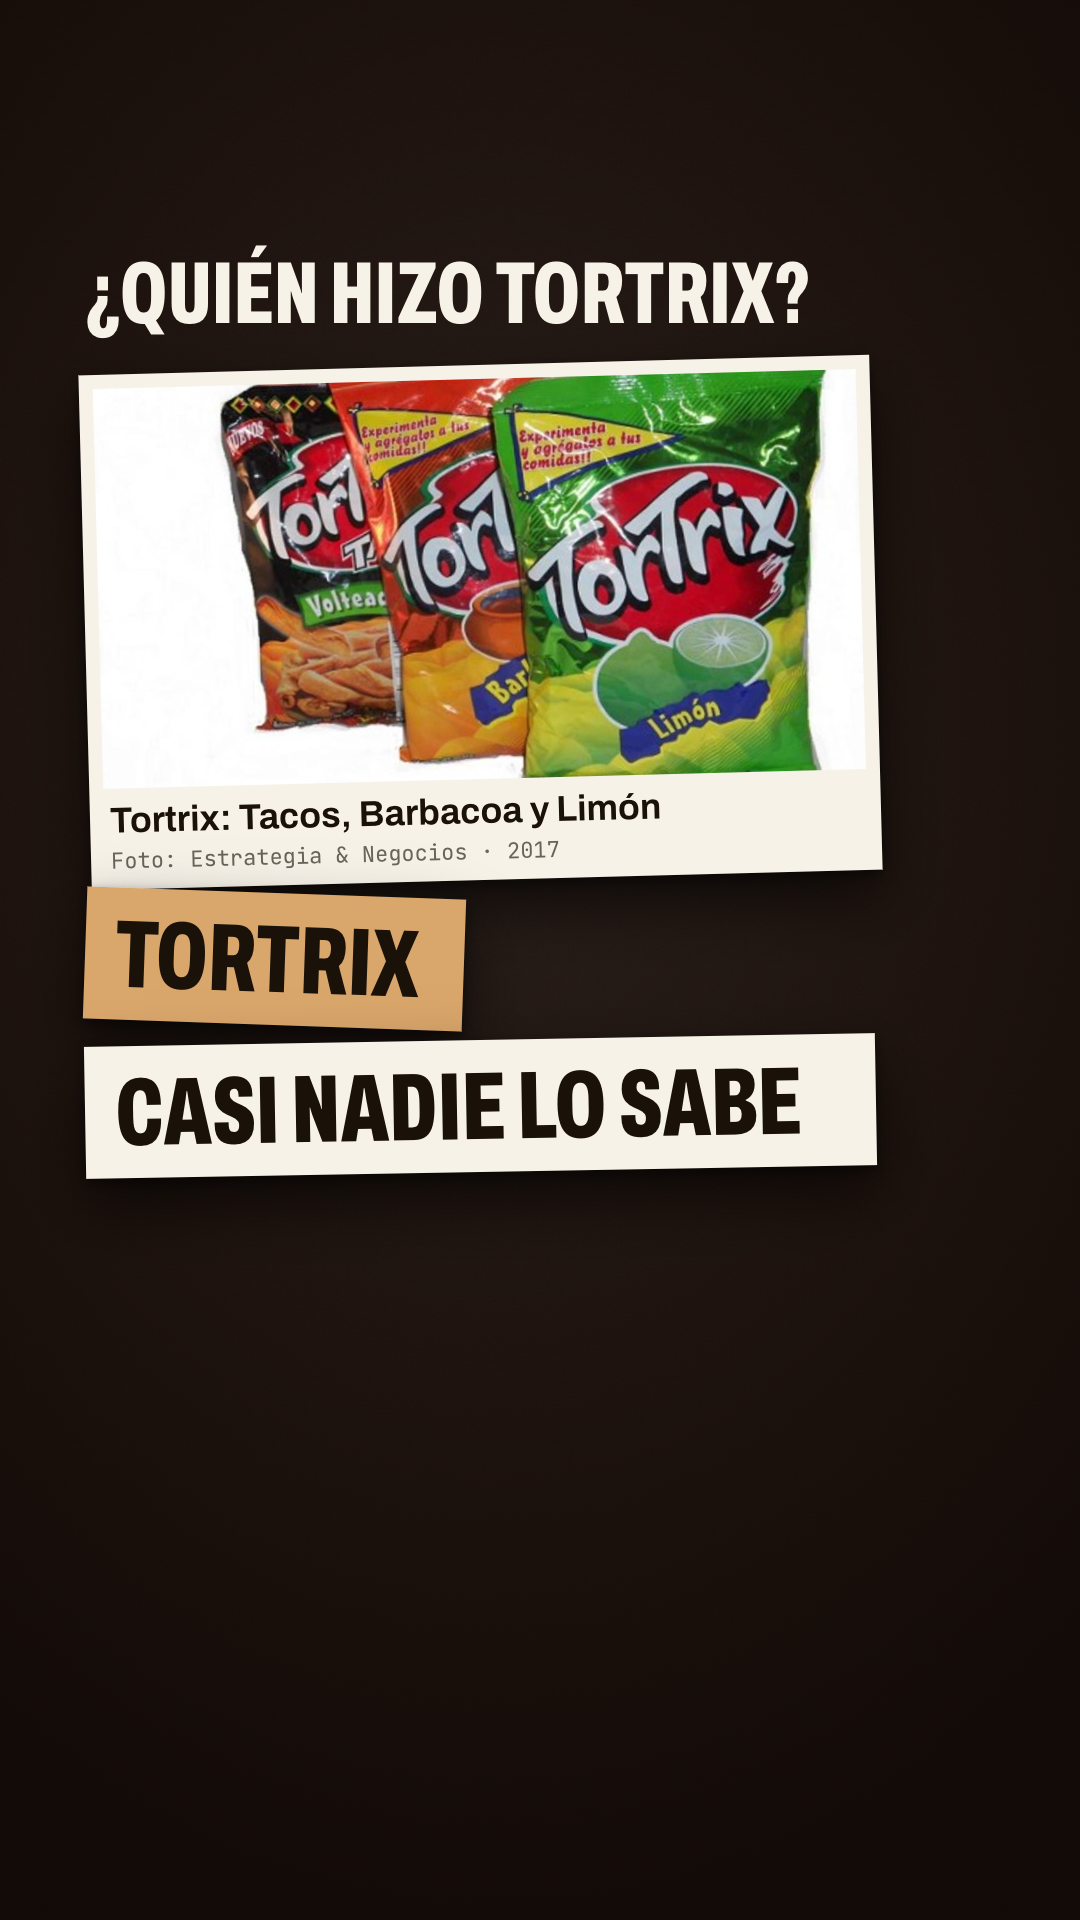 ¿QUIÉN HIZO TORTRIX?
NUEVOS
Experimenta
y agrégalos a tus
comidas!!
Experimenta
y agrégalos a tus
comidas!!
TorTrix
Limón
Tortrix: Tacos, Barbacoa y Limón
Foto: Estrategia & Negocios · 2017
TORTRIX
CASI NADIE LO SABE